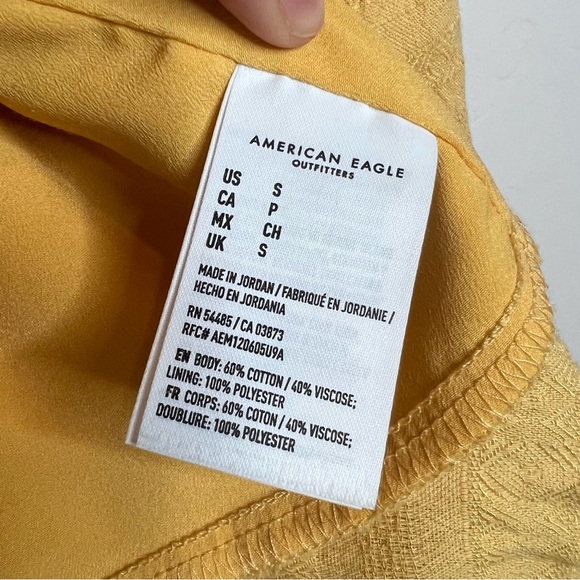 AMERICAN EAGLE
OUTFITTERS
US S
CA P
MX CH
UK S
MADE IN JORDAN / FABRIQUÉ EN JORDANIE /
HECHO EN JORDANIA
RN 54485 / CA 03873
RFC# AEM120605U9A
EN BODY: 60% COTTON / 40% VISCOSE;
LINING: 100% POLYESTER
FR CORPS: 60% COTON / 40% VISCOSE;
DOUBLURE: 100% POLYESTER